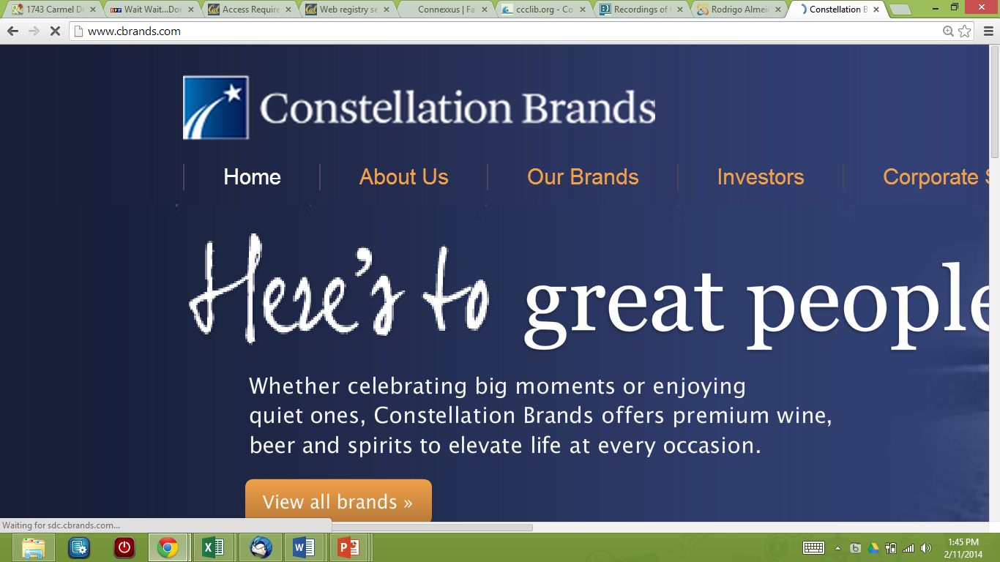 1743 Carmel Dr
npr Wait Wait...Don
Cal Access Require
Cal Web registry se
Connexxus | Fa
ccclib.org - Co
Recordings of
Rodrigo Almei
Constellation B
www.cbrands.com
Constellation Brands
Home
About Us
Our Brands
Investors
Corporate S
Here's to great people
Whether celebrating big moments or enjoying
quiet ones, Constellation Brands offers premium wine,
beer and spirits to elevate life at every occasion.
View all brands »
Waiting for sdc.cbrands.com...
1:45 PM
2/11/2014